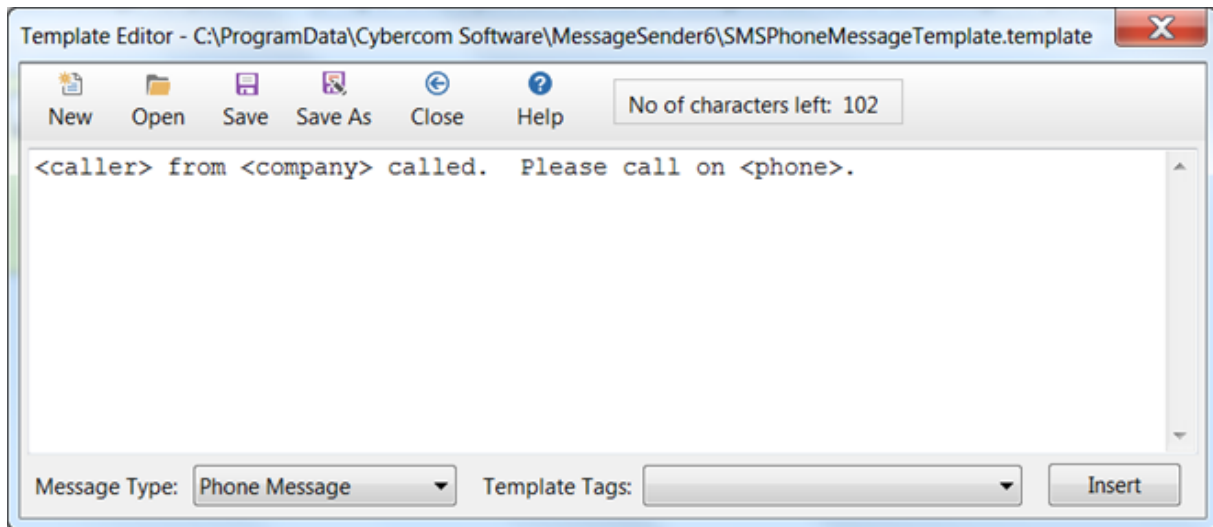 Template Editor - C:\ProgramData\Cybercom Software\MessageSender6\SMSPhoneMessageTemplate.template
New Open Save Save As Close Help No of characters left: 102
<caller> from <company> called.  Please call on <phone>.
Message Type: Phone Message Template Tags: Insert